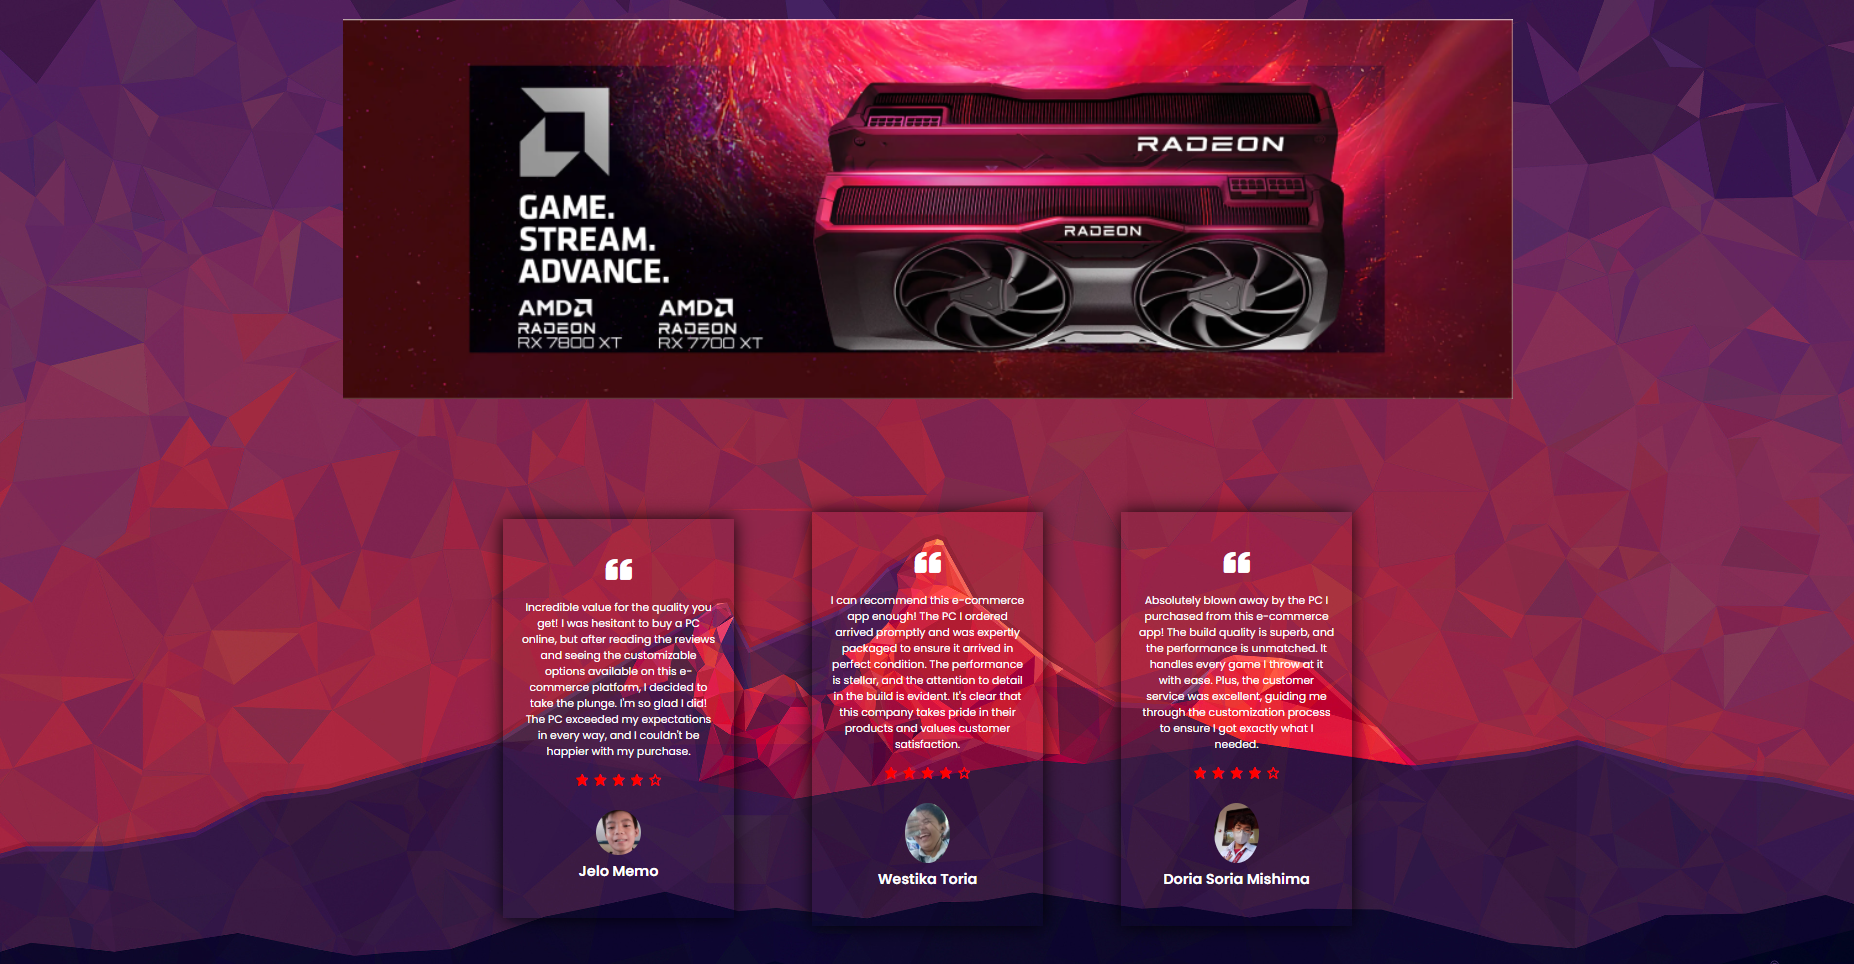 RADEON
RADEON
GAME.
STREAM.
ADVANCE.
AMD
RADEON
RX 7800 XT
AMD
RADEON
RX 7700 XT
Incredible value for the quality you
get! I was hesitant to buy a PC
online, but after reading the reviews
and seeing the customizable
options available on this e-
commerce platform, I decided to
take the plunge. I'm so glad I did!
The PC exceeded my expectations
in every way, and I couldn't be
happier with my purchase.
Jelo Memo
I can recommend this e-commerce
app enough! The PC I ordered
arrived promptly and was expertly
packaged to ensure it arrived in
perfect condition. The performance
is stellar, and the attention to detail
in the build is evident. It's clear that
this company takes pride in their
products and values customer
satisfaction.
Westika Toria
Absolutely blown away by the PC I
purchased from this e-commerce
app! The build quality is superb, and
the performance is unmatched. It
handles every game I throw at it
with ease. Plus, the customer
service was excellent, guiding me
through the customization process
to ensure I got exactly what I
needed.
Doria Soria Mishima